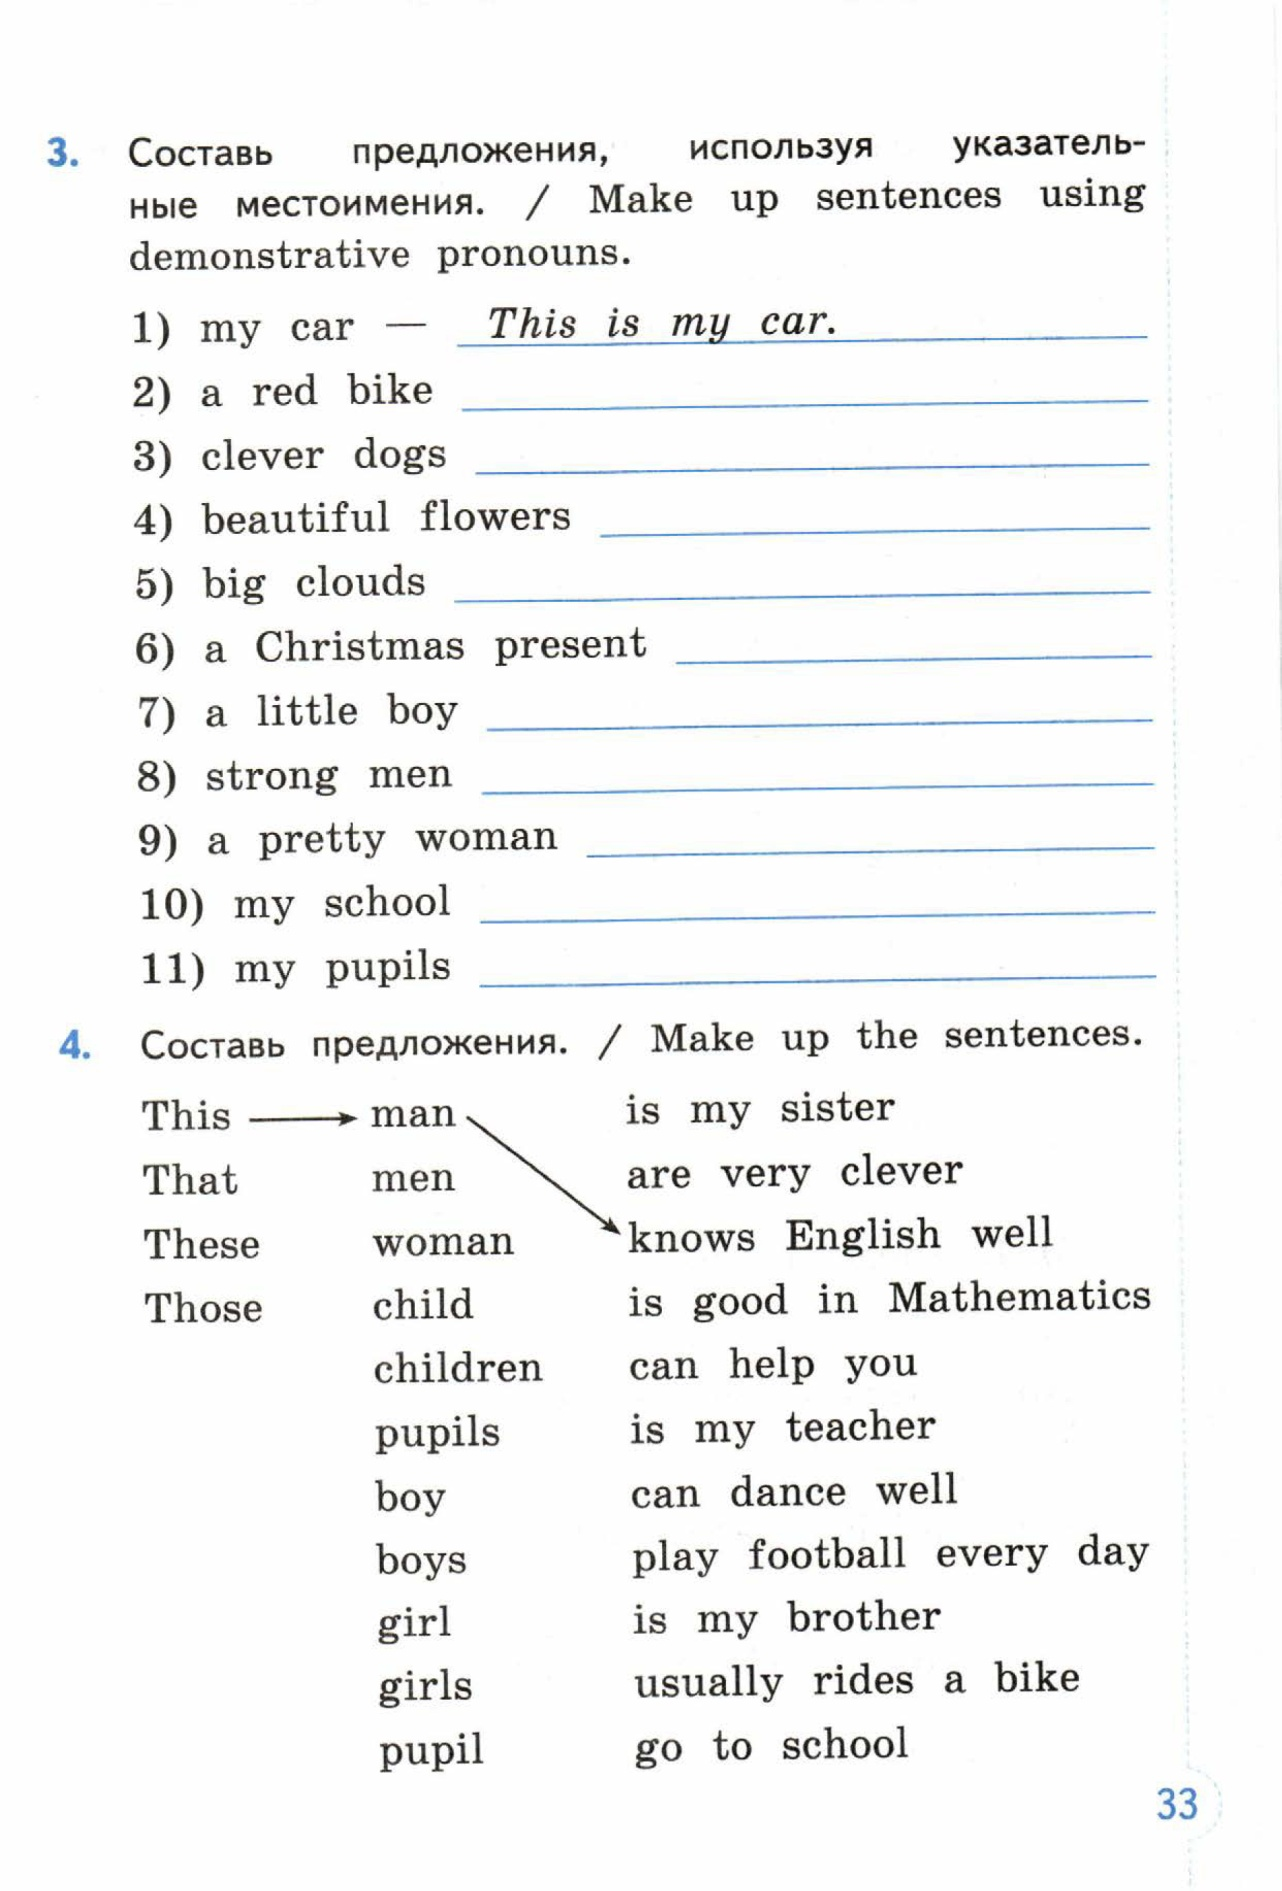 3. Составь предложения, используя указатель-
ные местоимения. / Make up sentences using
demonstrative pronouns.
1) my car — This is my car.
2) a red bike
3) clever dogs
4) beautiful flowers
5) big clouds
6) a Christmas present
7) a little boy
8) strong men
9) a pretty woman
10) my school
11) my pupils
4. Составь предложения. / Make up the sentences.
This man is my sister
That men are very clever
These woman knows English well
Those child is good in Mathematics
children can help you
pupils is my teacher
boy can dance well
boys play football every day
girl is my brother
girls usually rides a bike
pupil go to school
33